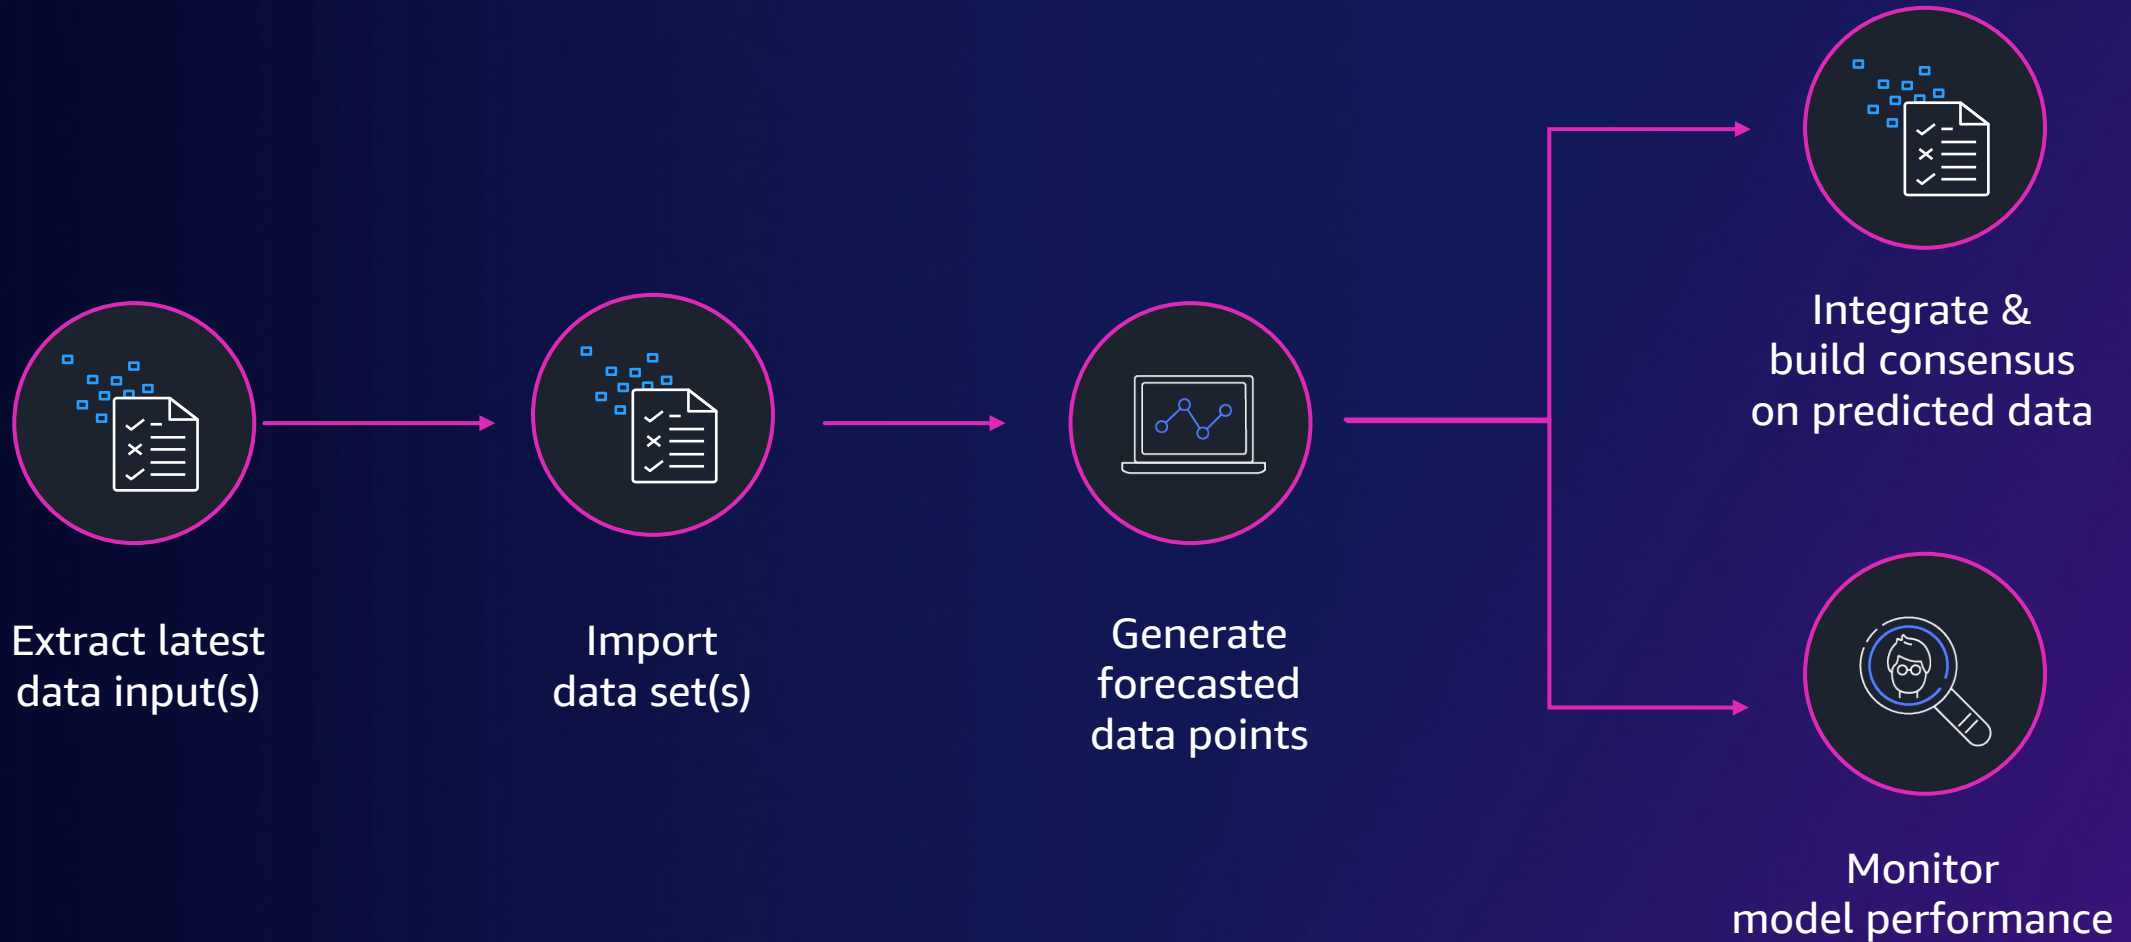 Extract latest
data input(s)
Import
data set(s)
Generate
forecasted
data points
Integrate &
build consensus
on predicted data
Monitor
model performance